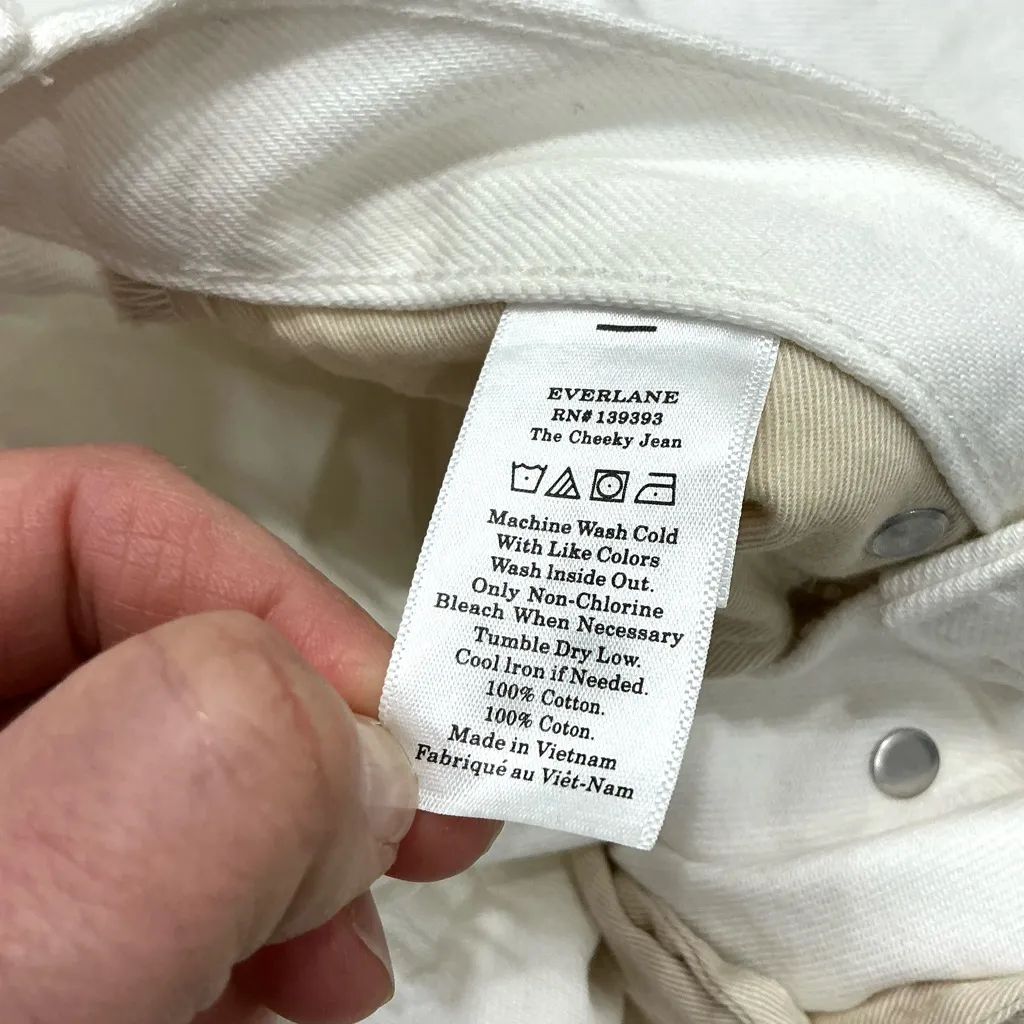 EVERLANE
RN# 139393
The Cheeky Jean
Machine Wash Cold
With Like Colors
Wash Inside Out.
Only Non-Chlorine
Bleach When Necessary
Tumble Dry Low.
Cool Iron if Needed.
100% Cotton.
100% Coton.
Made in Vietnam
Fabriqué au Viêt-Nam